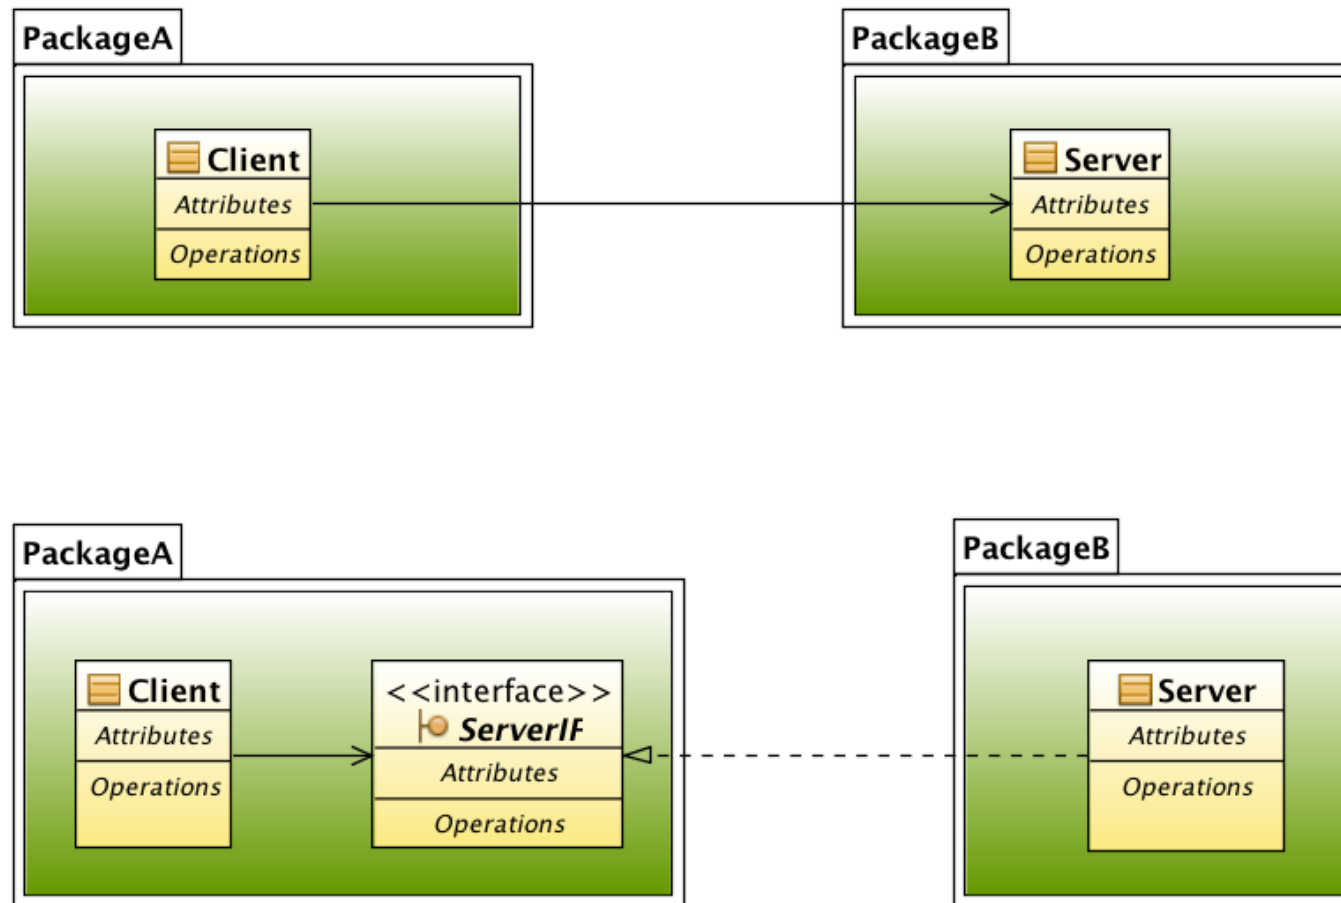 PackageA
PackageB
Client
Attributes
Operations
Server
Attributes
Operations
PackageA
PackageB
Client
Attributes
Operations
<<interface>>
ServerIF
Attributes
Operations
Server
Attributes
Operations